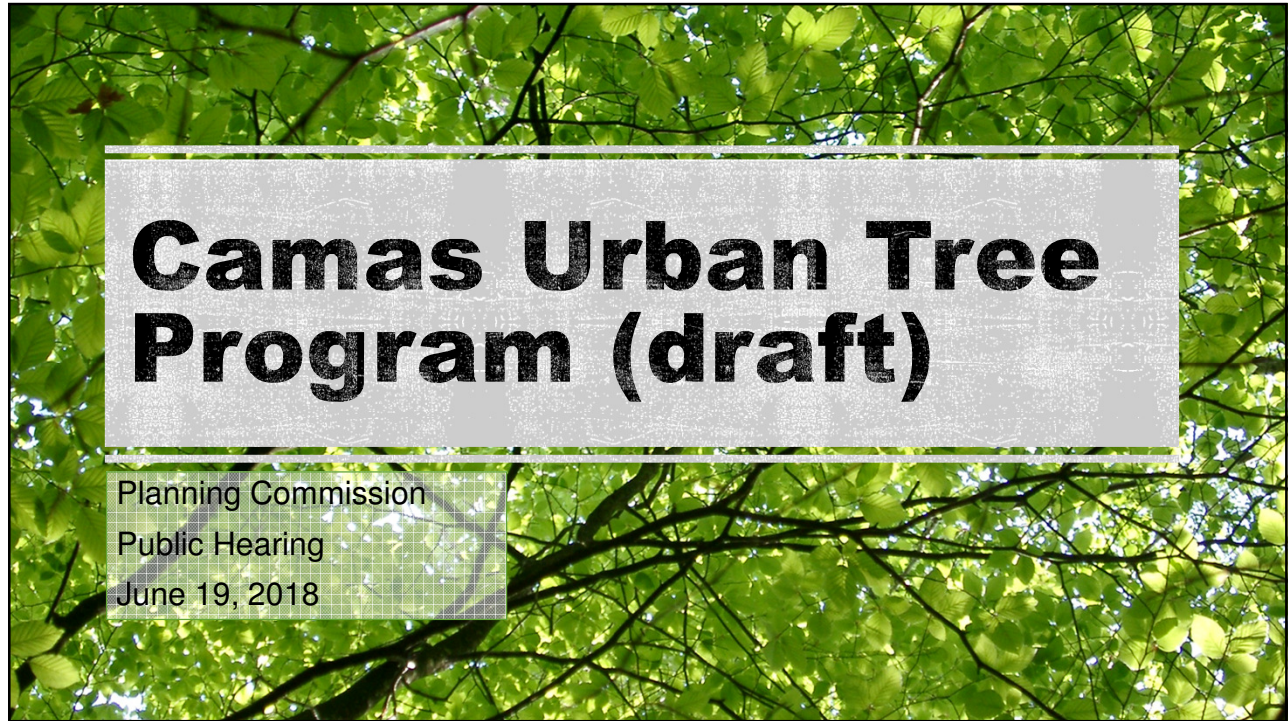 Camas Urban Tree
Program (draft)
Planning Commission
Public Hearing
June 19, 2018